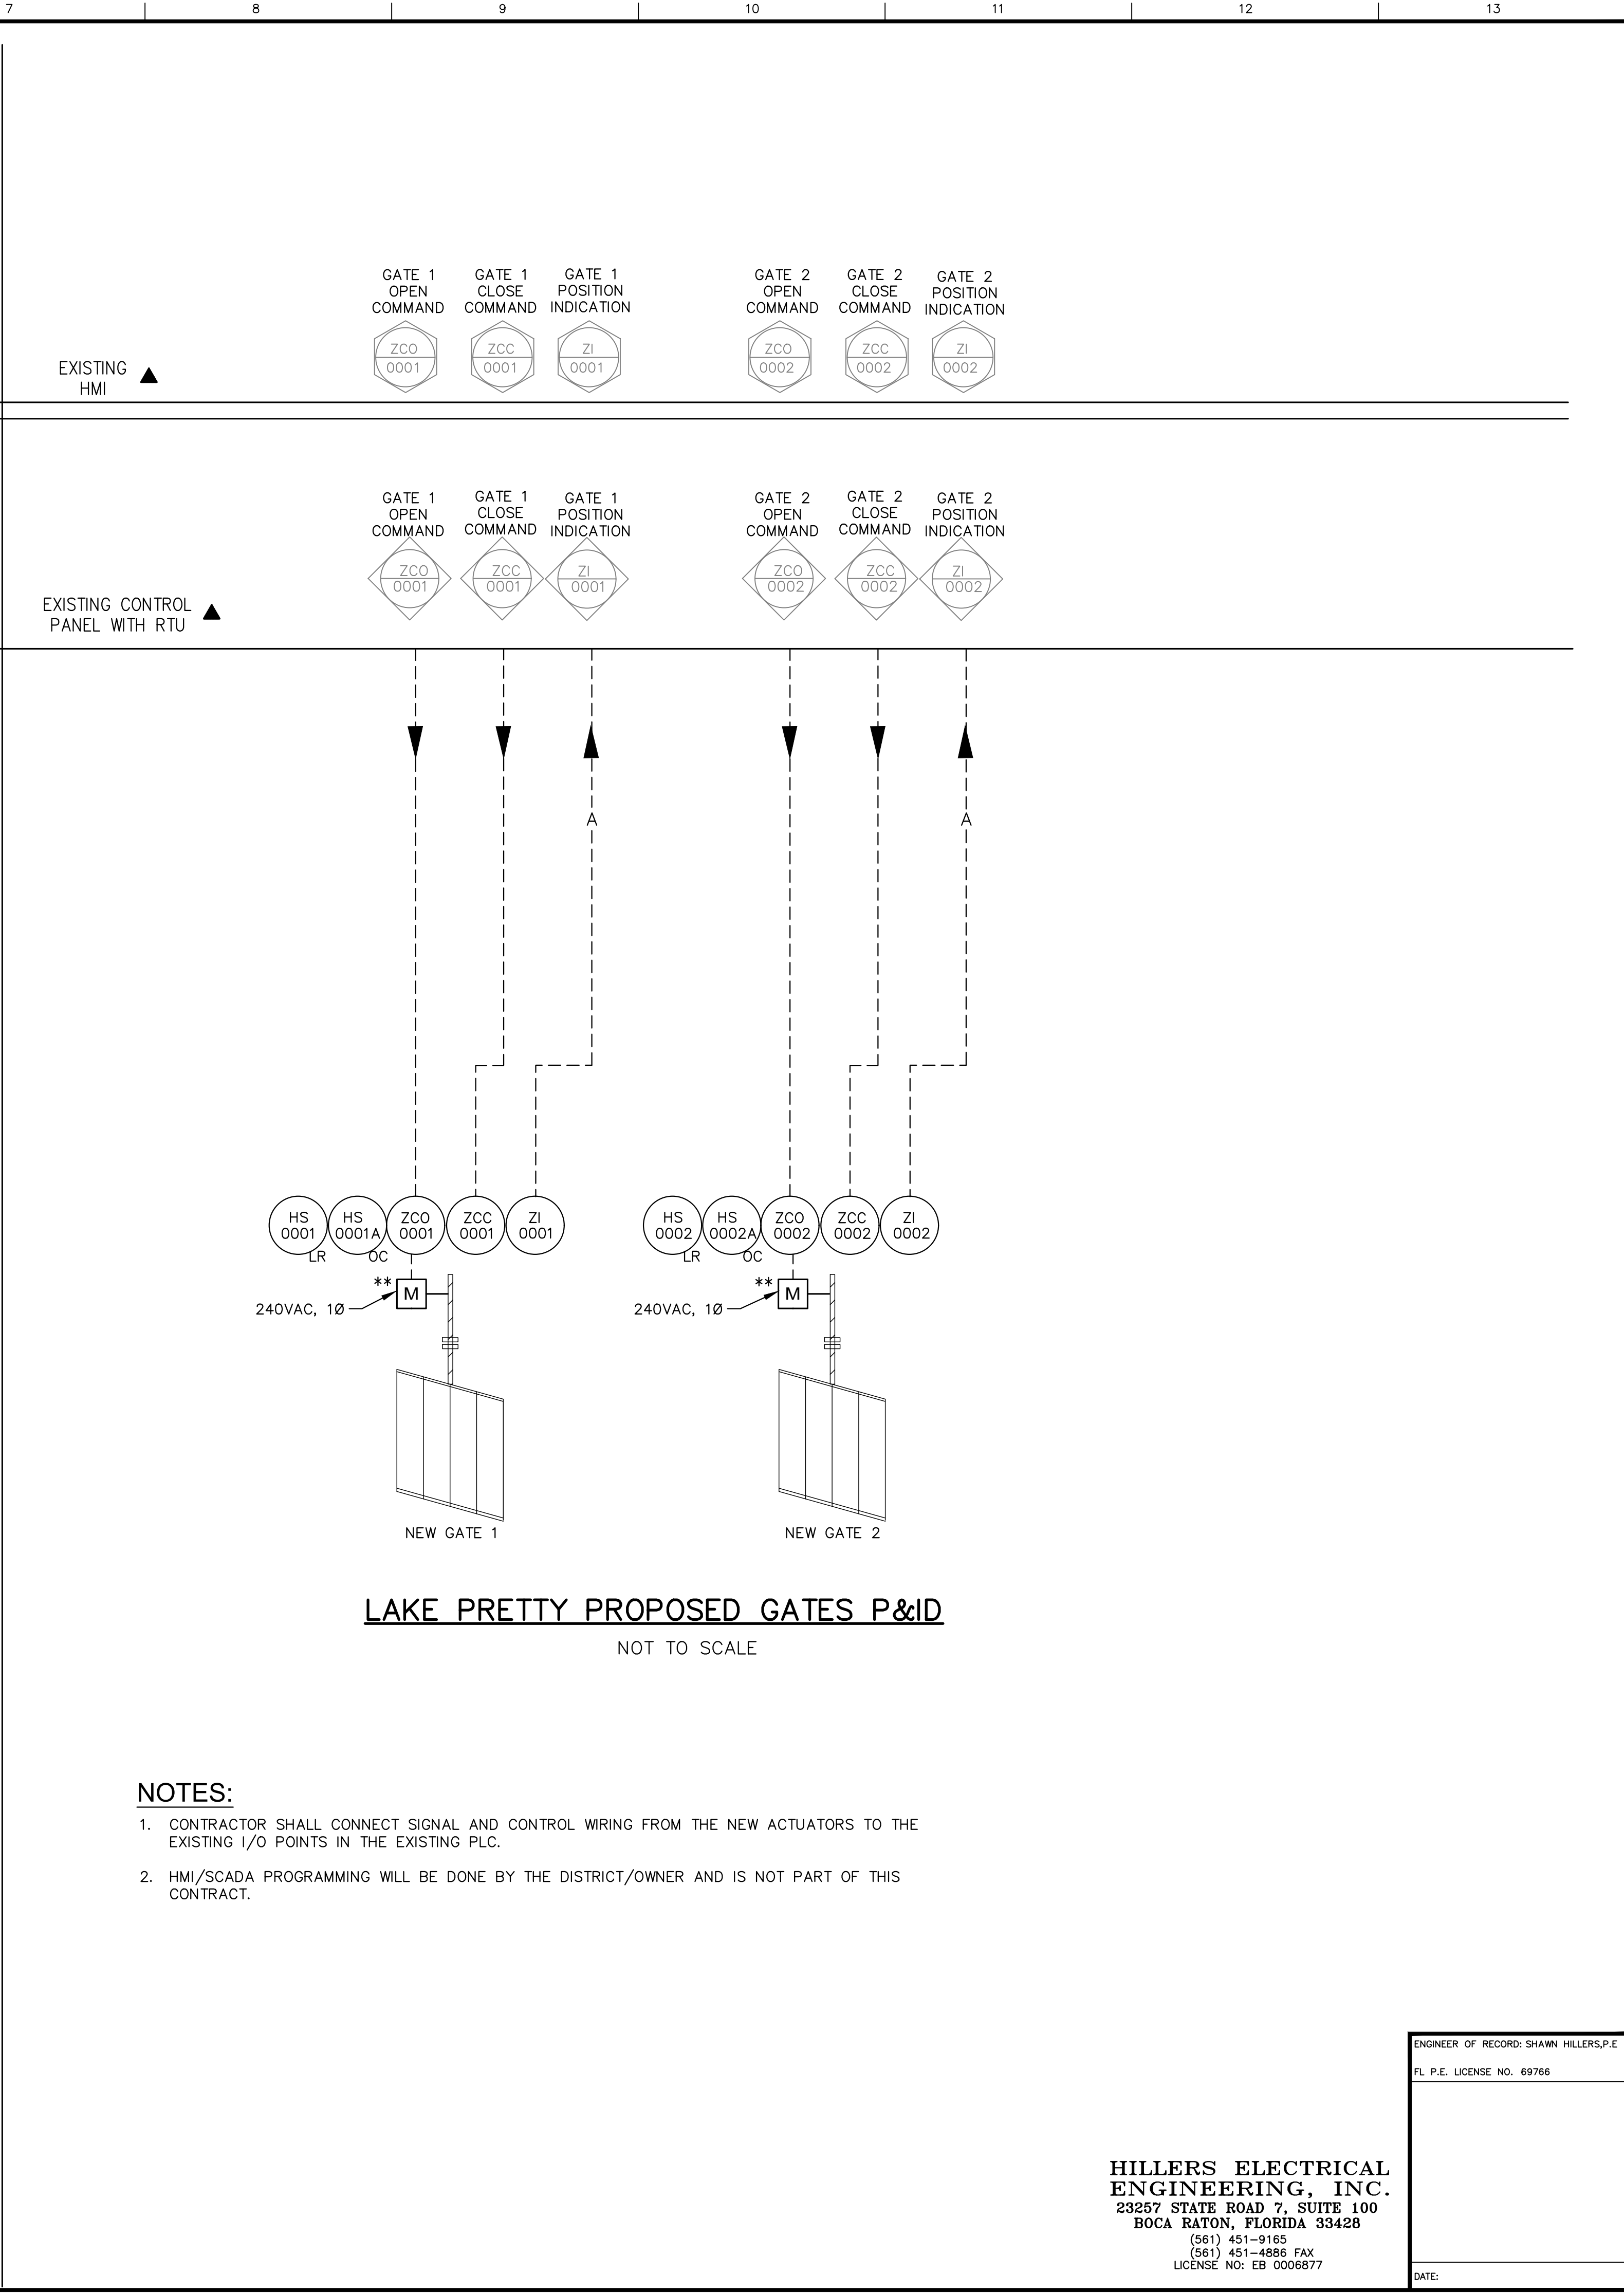 7 8 9 10 11 12 13
GATE 1 GATE 1 GATE 1 GATE 2 GATE 2 GATE 2
OPEN CLOSE POSITION OPEN CLOSE POSITION
COMMAND COMMAND INDICATION COMMAND COMMAND INDICATION
ZCO ZCC ZI ZCO ZCC ZI
0001 0001 0001 0002 0002 0002
EXISTING
HMI
GATE 1 GATE 1 GATE 1 GATE 2 GATE 2 GATE 2
OPEN CLOSE POSITION OPEN CLOSE POSITION
COMMAND COMMAND INDICATION COMMAND COMMAND INDICATION
ZCO ZCC ZI ZCO ZCC ZI
0001 0001 0001 0002 0002 0002
EXISTING CONTROL
PANEL WITH RTU
A A
HS HS ZCO ZCC ZI HS HS ZCO ZCC ZI
0001 0001A 0001 0001 0001 0002 0002A 0002 0002 0002
LR OC LR OC
** M ** M
240VAC, 1Ø 240VAC, 1Ø
NEW GATE 1 NEW GATE 2
LAKE PRETTY PROPOSED GATES P&ID
NOT TO SCALE
NOTES:
1. CONTRACTOR SHALL CONNECT SIGNAL AND CONTROL WIRING FROM THE NEW ACTUATORS TO THE
EXISTING I/O POINTS IN THE EXISTING PLC.
2. HMI/SCADA PROGRAMMING WILL BE DONE BY THE DISTRICT/OWNER AND IS NOT PART OF THIS
CONTRACT.
ENGINEER OF RECORD: SHAWN HILLERS,P.E
FL P.E. LICENSE NO. 69766
HILLERS ELECTRICAL
ENGINEERING, INC.
23257 STATE ROAD 7, SUITE 100
BOCA RATON, FLORIDA 33428
(561) 451-9165
(561) 451-4886 FAX
LICENSE NO: EB 0006877
DATE: